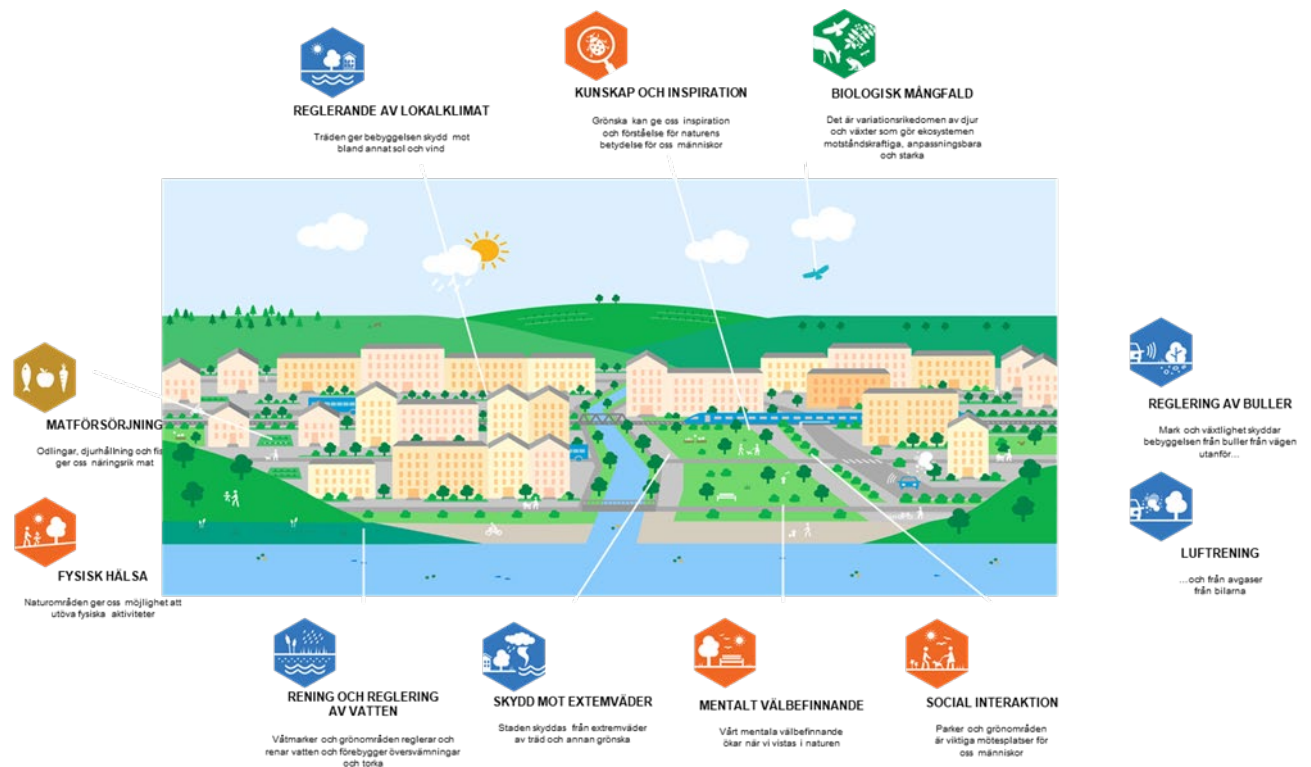 REGLERANDE AV LOKALKLIMAT
Träden ger bebyggelsen skydd mot
bland annat sol och vind
KUNSKAP OCH INSPIRATION
Grönska kan ge oss inspiration
och förståelse för naturens
betydelse för oss människor
BIOLOGISK MÅNGFALD
Det är variationsrikedomen av djur
och växter som gör ekosystemen
motståndskraftiga, anpassningsbara
och starka
MATFÖRSÖRJNING
Odlingar, djurhållning och fis
ger oss näringsrik mat
REGLERING AV BULLER
Mark och växtlighet skyddar
bebyggelsen från buller från vägen
utanför...
FYSISK HÄLSA
Naturområden ger oss möjlighet att
utöva fysiska aktiviteter
LUFTRENING
...och från avgaser
från bilarna
RENING OCH REGLERING
AV VATTEN
Våtmarker och grönområden reglerar och
renar vatten och förebygger översvämningar
och torka
SKYDD MOT EXTEMVÄDER
Staden skyddas från extremväder
av träd och annan grönska
MENTALT VÄLBEFINNANDE
Vårt mentala välbefinnande
ökar när vi vistas i naturen
SOCIAL INTERAKTION
Parker och grönområden
är viktiga mötesplatser för
oss människor